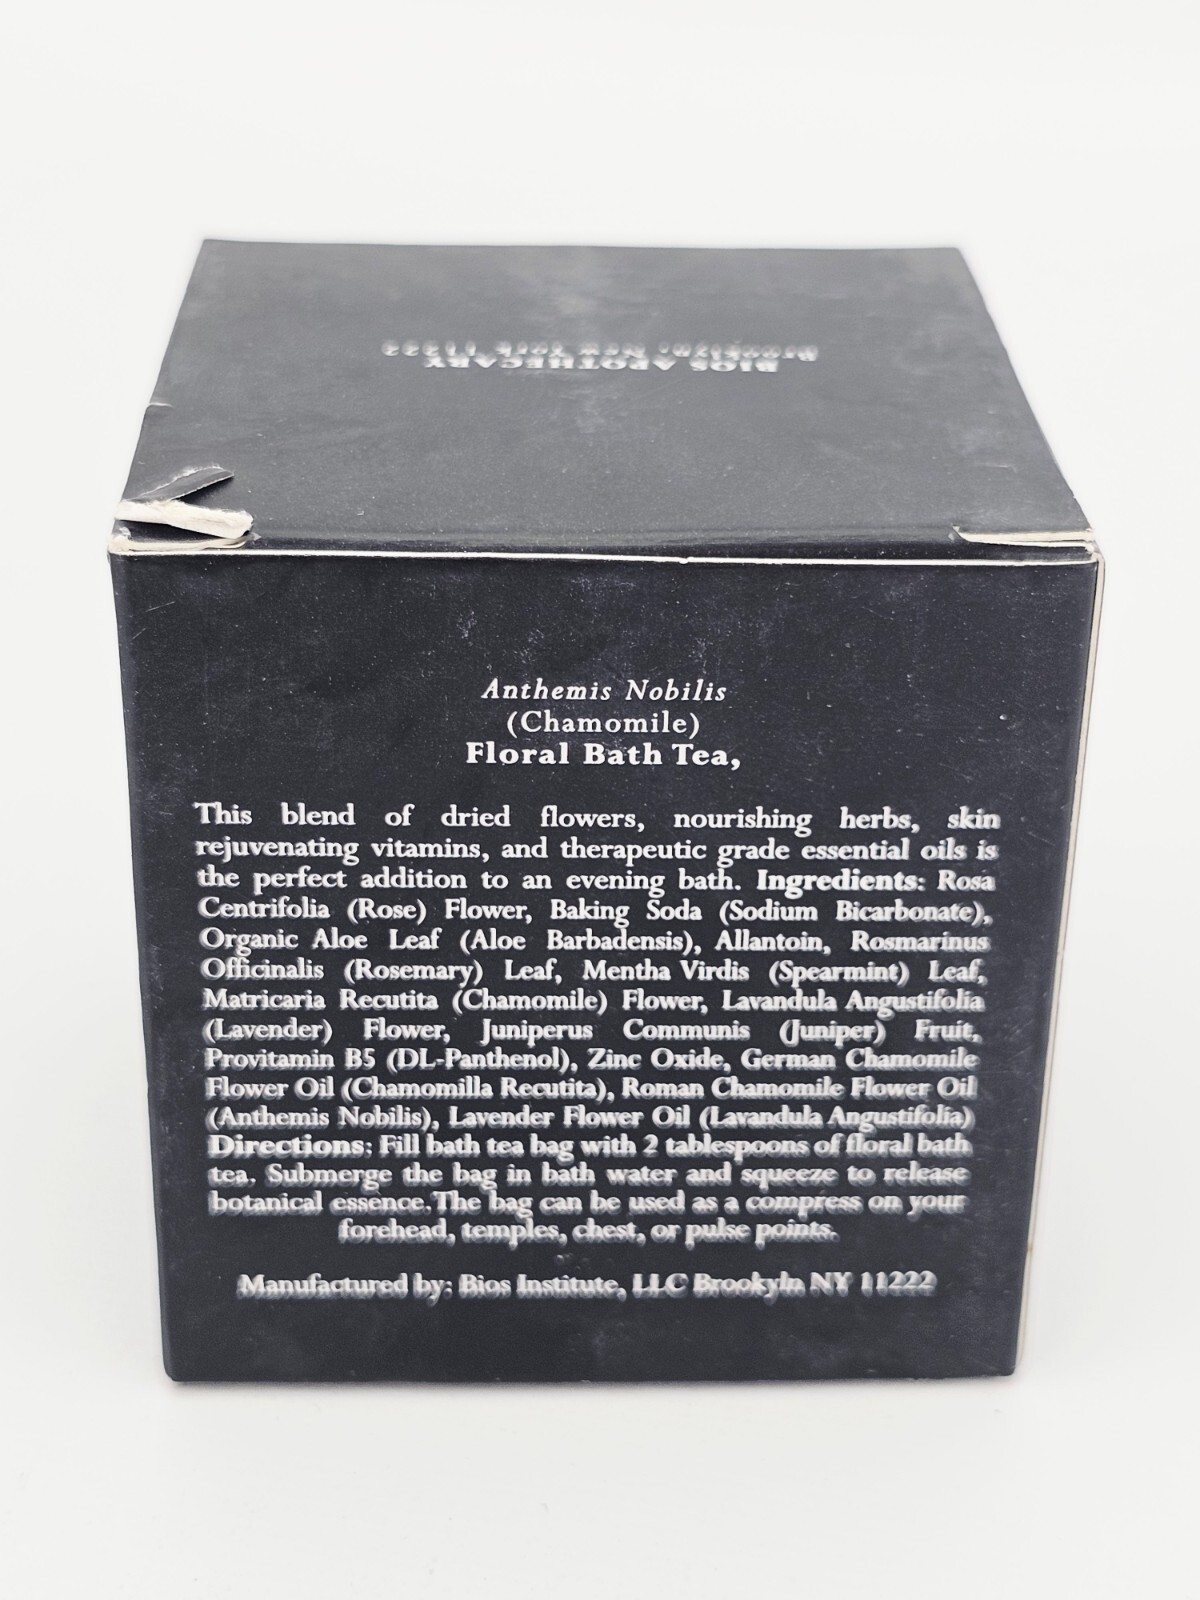 BIOS APOTHECARY
Brooklyn, New York 11222
Anthemis Nobilis
(Chamomile)
Floral Bath Tea,
This blend of dried flowers, nourishing herbs, skin
rejuvenating vitamins, and therapeutic grade essential oils is
the perfect addition to an evening bath. Ingredients: Rosa
Centrifolia (Rose) Flower, Baking Soda (Sodium Bicarbonate),
Organic Aloe Leaf (Aloe Barbadensis), Allantoin, Rosmarinus
Officinalis (Rosemary) Leaf, Mentha Virdis (Spearmint) Leaf,
Matricaria Recutita (Chamomile) Flower, Lavandula Angustifolia
(Lavender) Flower, Juniperus Communis (Juniper) Fruit,
Provitamin B5 (DL-Panthenol), Zinc Oxide, German Chamomile
Flower Oil (Chamomilla Recutita), Roman Chamomile Flower Oil
(Anthemis Nobilis), Lavender Flower Oil (Lavandula Angustifolia)
Directions: Fill bath tea bag with 2 tablespoons of floral bath
tea. Submerge the bag in bath water and squeeze to release
botanical essence.The bag can be used as a compress on your
forehead, temples, chest, or pulse points.
Manufactured by: Bios Institute, LLC Brookyln NY 11222